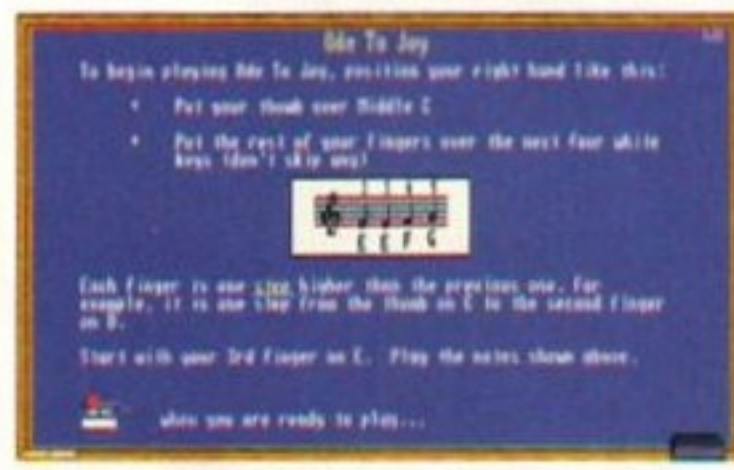 Ode To Joy
To begin playing Ode To Joy, position your right hand like this:
• Put your thumb over Middle C
• Put the rest of your fingers over the next four white
keys (don't skip any)
E E F G
Each finger is one step higher than the previous one. For
example, it is one step from the thumb on C to the second finger
on D.
Start with your 3rd finger on E. Play the notes shown above.
when you are ready to play...